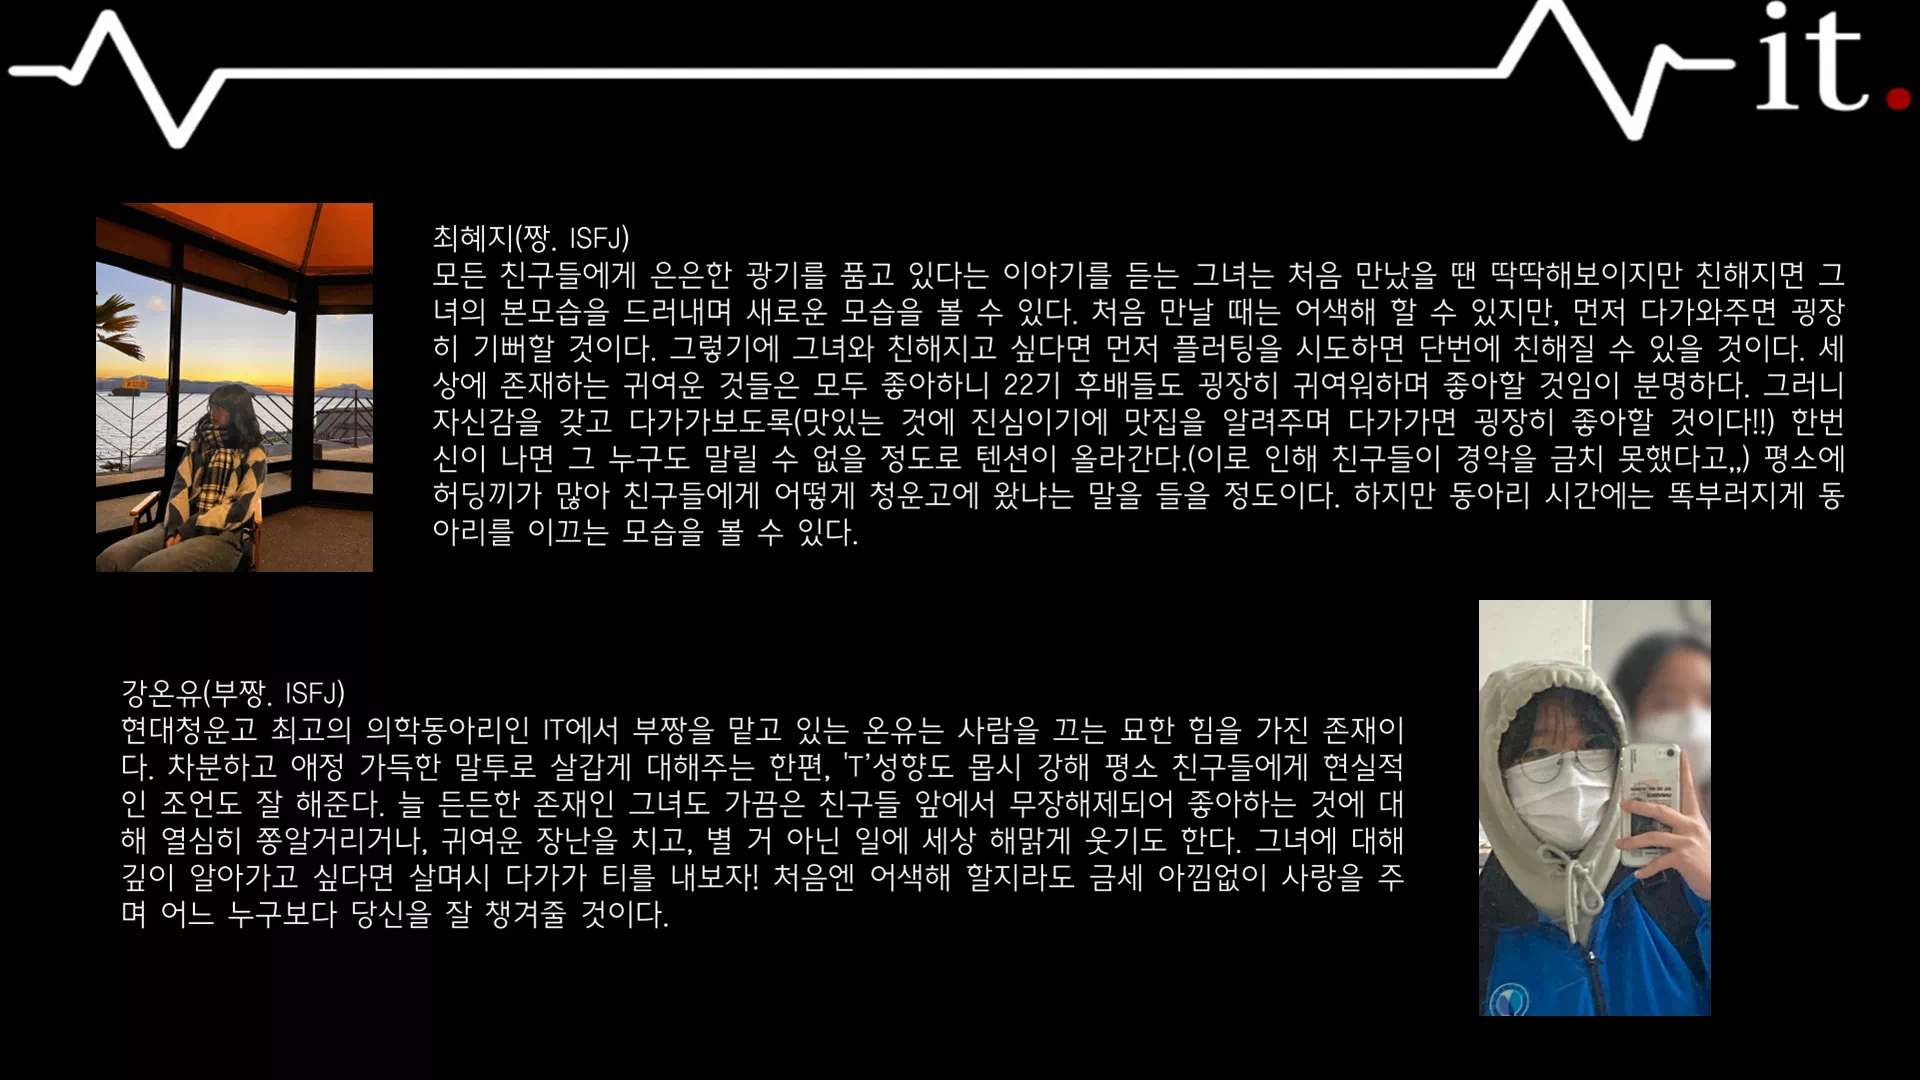 it.
최혜지(짱. ISFJ)
모든 친구들에게 은은한 광기를 품고 있다는 이야기를 듣는 그녀는 처음 만났을 땐 딱딱해보이지만 친해지면 그
녀의 본모습을 드러내며 새로운 모습을 볼 수 있다. 처음 만날 때는 어색해 할 수 있지만, 먼저 다가와주면 굉장
히 기뻐할 것이다. 그렇기에 그녀와 친해지고 싶다면 먼저 플러팅을 시도하면 단번에 친해질 수 있을 것이다. 세
상에 존재하는 귀여운 것들은 모두 좋아하니 22기 후배들도 굉장히 귀여워하며 좋아할 것임이 분명하다. 그러니
자신감을 갖고 다가가보도록(맛있는 것에 진심이기에 맛집을 알려주며 다가가면 굉장히 좋아할 것이다!!) 한번
신이 나면 그 누구도 말릴 수 없을 정도로 텐션이 올라간다.(이로 인해 친구들이 경악을 금치 못했다고,,) 평소에
허딩끼가 많아 친구들에게 어떻게 청운고에 왔냐는 말을 들을 정도이다. 하지만 동아리 시간에는 똑부러지게 동
아리를 이끄는 모습을 볼 수 있다.
강온유(부짱. ISFJ)
현대청운고 최고의 의학동아리인 IT에서 부짱을 맡고 있는 온유는 사람을 끄는 묘한 힘을 가진 존재이
다. 차분하고 애정 가득한 말투로 살갑게 대해주는 한편, 'T'성향도 몹시 강해 평소 친구들에게 현실적
인 조언도 잘 해준다. 늘 든든한 존재인 그녀도 가끔은 친구들 앞에서 무장해제되어 좋아하는 것에 대
해 열심히 쫑알거리거나, 귀여운 장난을 치고, 별 거 아닌 일에 세상 해맑게 웃기도 한다. 그녀에 대해
깊이 알아가고 싶다면 살며시 다가가 티를 내보자! 처음엔 어색해 할지라도 금세 아낌없이 사랑을 주
며 어느 누구보다 당신을 잘 챙겨줄 것이다.